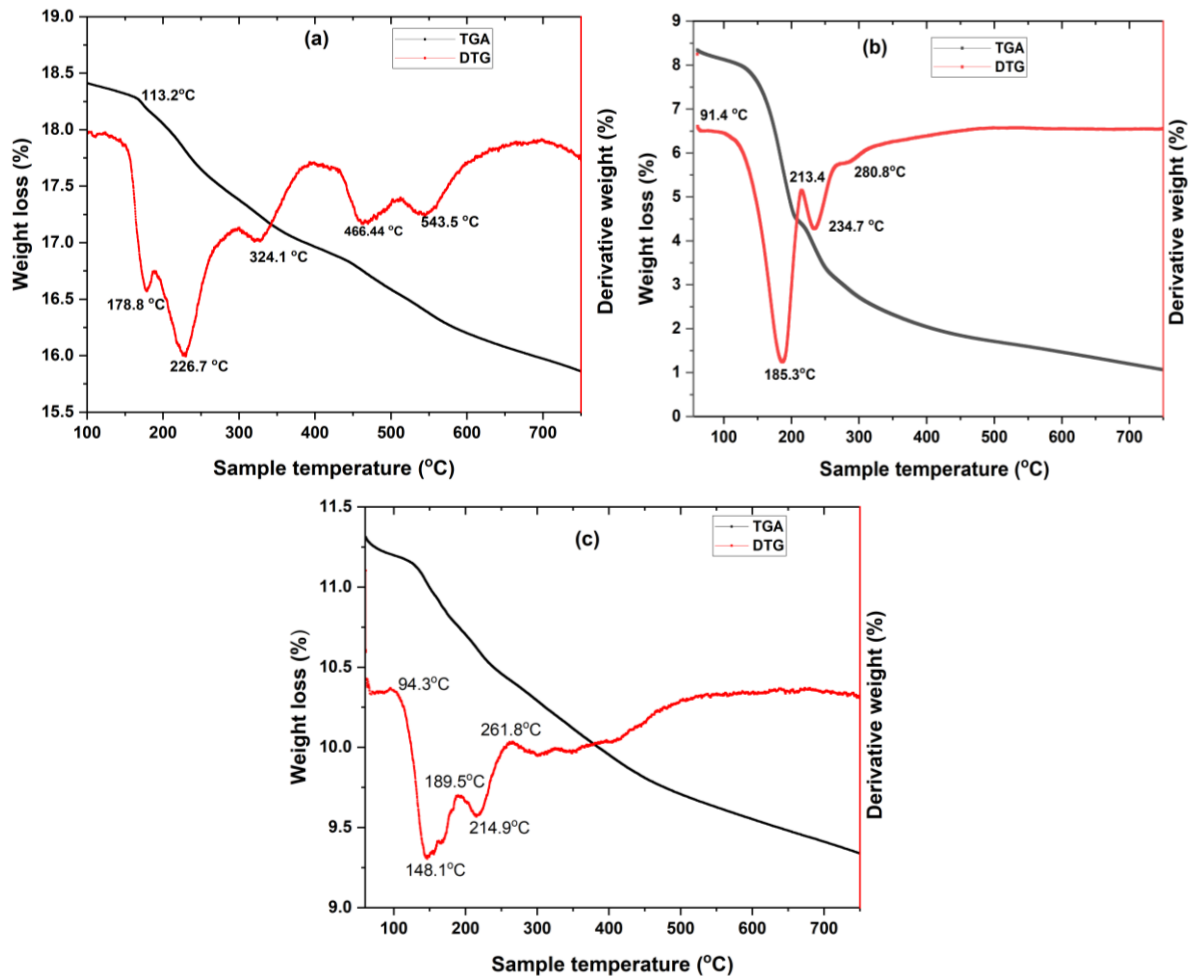 (a)
TGA
DTG
19.0
18.5
18.0
17.5
17.0
16.5
16.0
15.5
Weight loss (%)
Derivative weight (%)
113.2°C
178.8 °C
226.7 °C
324.1 °C
466.44 °C
543.5 °C
100 200 300 400 500 600 700
Sample temperature (°C)
(b)
TGA
DTG
9
8
7
6
5
4
3
2
1
0
Weight loss (%)
Derivative weight (%)
91.4 °C
213.4
280.8°C
234.7 °C
185.3°C
100 200 300 400 500 600 700
Sample temperature (°C)
(c)
TGA
DTG
11.5
11.0
10.5
10.0
9.5
9.0
Weight loss (%)
Derivative weight (%)
94.3°C
261.8°C
189.5°C
214.9°C
148.1°C
100 200 300 400 500 600 700
Sample temperature (°C)